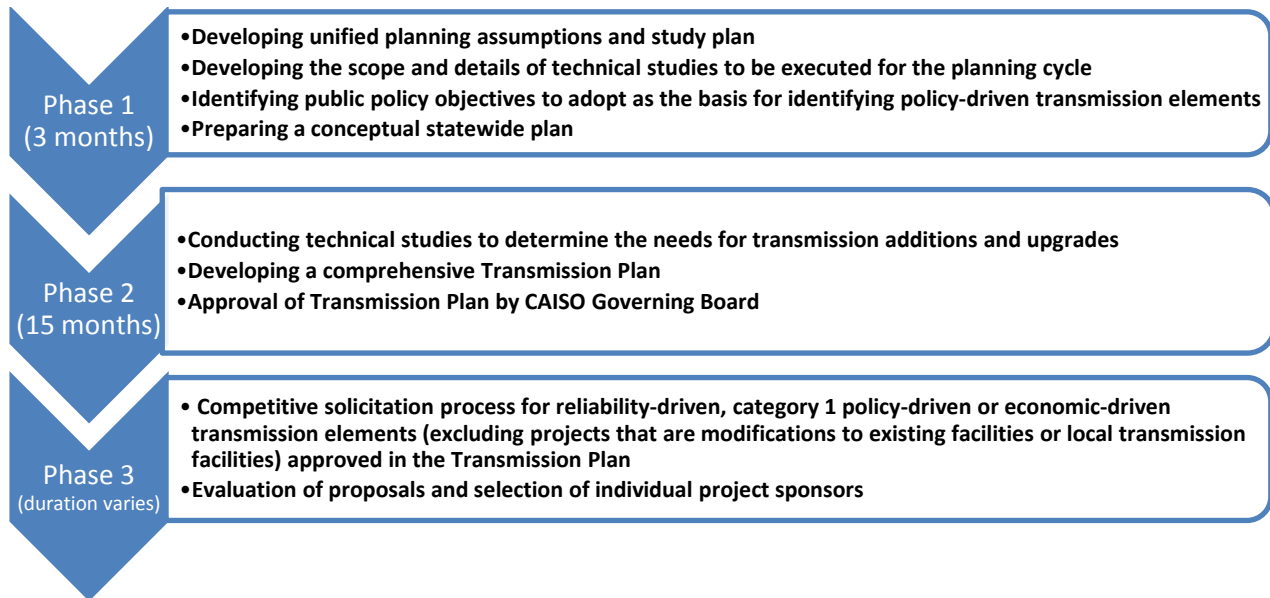 Phase 1
(3 months)
•Developing unified planning assumptions and study plan
•Developing the scope and details of technical studies to be executed for the planning cycle
•Identifying public policy objectives to adopt as the basis for identifying policy-driven transmission elements
•Preparing a conceptual statewide plan
Phase 2
(15 months)
•Conducting technical studies to determine the needs for transmission additions and upgrades
•Developing a comprehensive Transmission Plan
•Approval of Transmission Plan by CAISO Governing Board
Phase 3
(duration varies)
• Competitive solicitation process for reliability-driven, category 1 policy-driven or economic-driven
transmission elements (excluding projects that are modifications to existing facilities or local transmission
facilities) approved in the Transmission Plan
•Evaluation of proposals and selection of individual project sponsors